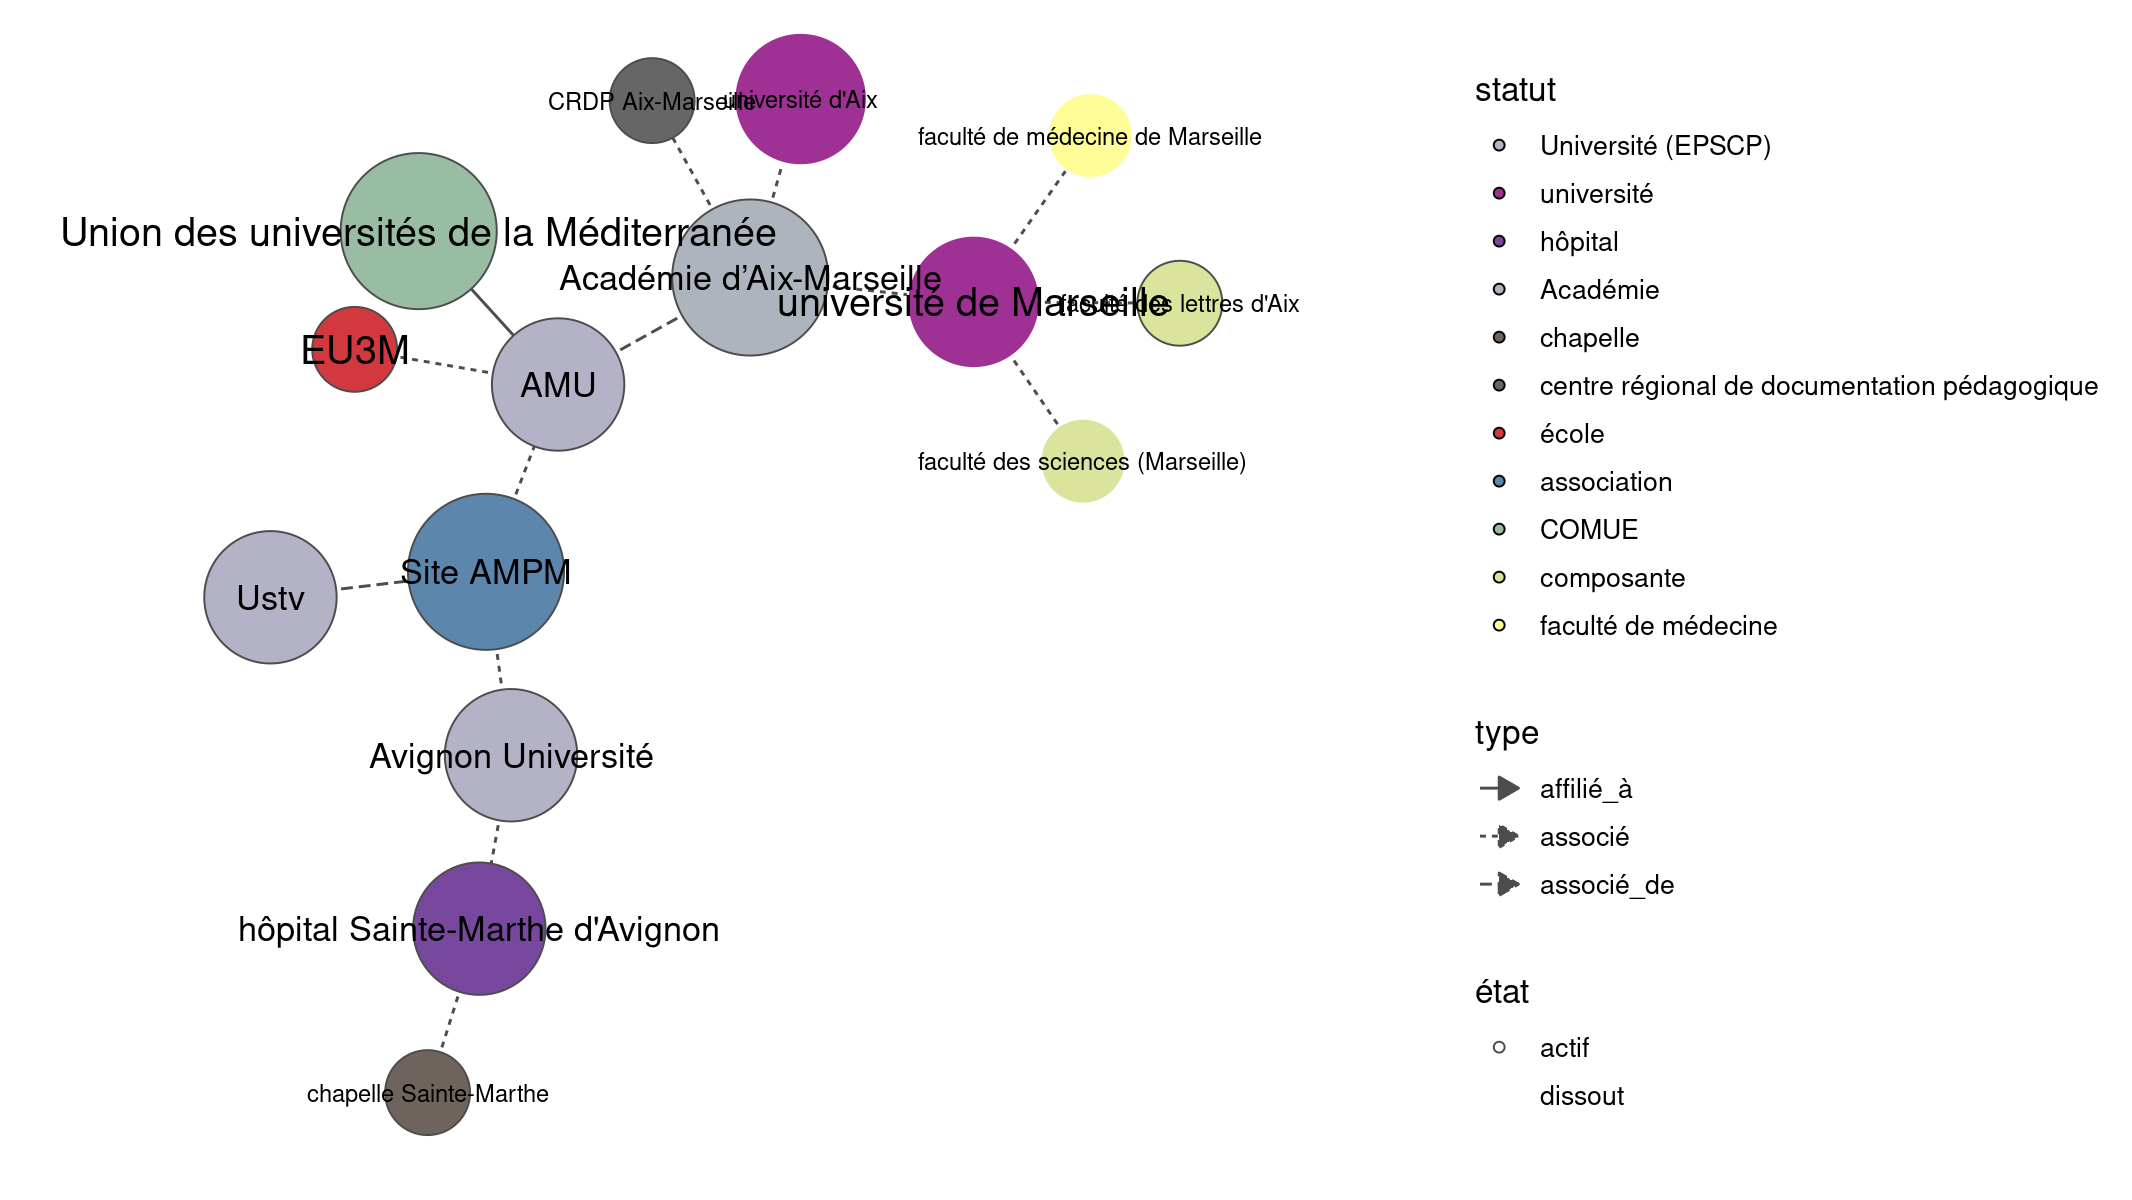 CRDP Aix-Marseille
université d'Aix
faculté de médecine de Marseille
Union des universités de la Méditerranée
Académie d’Aix-Marseille
université de Marseille
faculté des lettres d'Aix
EU3M
AMU
faculté des sciences (Marseille)
Site AMPM
Ustv
Avignon Université
hôpital Sainte-Marthe d'Avignon
chapelle Sainte-Marthe
statut
Université (EPSCP)
université
hôpital
Académie
chapelle
centre régional de documentation pédagogique
école
association
COMUE
composante
faculté de médecine
type
affilié_à
associé
associé_de
état
actif
dissout